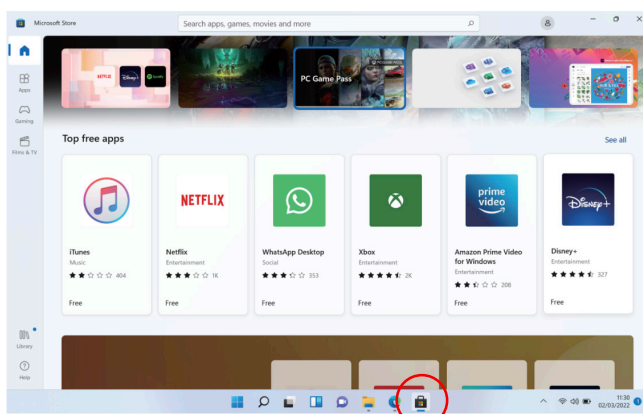 Microsoft Store
Search apps, games, movies and more
Apps
Gaming
Films & TV
Library
Help
NETFLIX
Disney+
Spotify
PC Game Pass
Top free apps
See all
NETFLIX
prime video
Disney+
iTunes
Music
404
Free
Netflix
Entertainment
1K
Free
WhatsApp Desktop
Social
353
Free
Xbox
Entertainment
2K
Free
Amazon Prime Video
for Windows
Entertainment
208
Free
Disney+
Entertainment
327
Free
11:30
02/03/2022